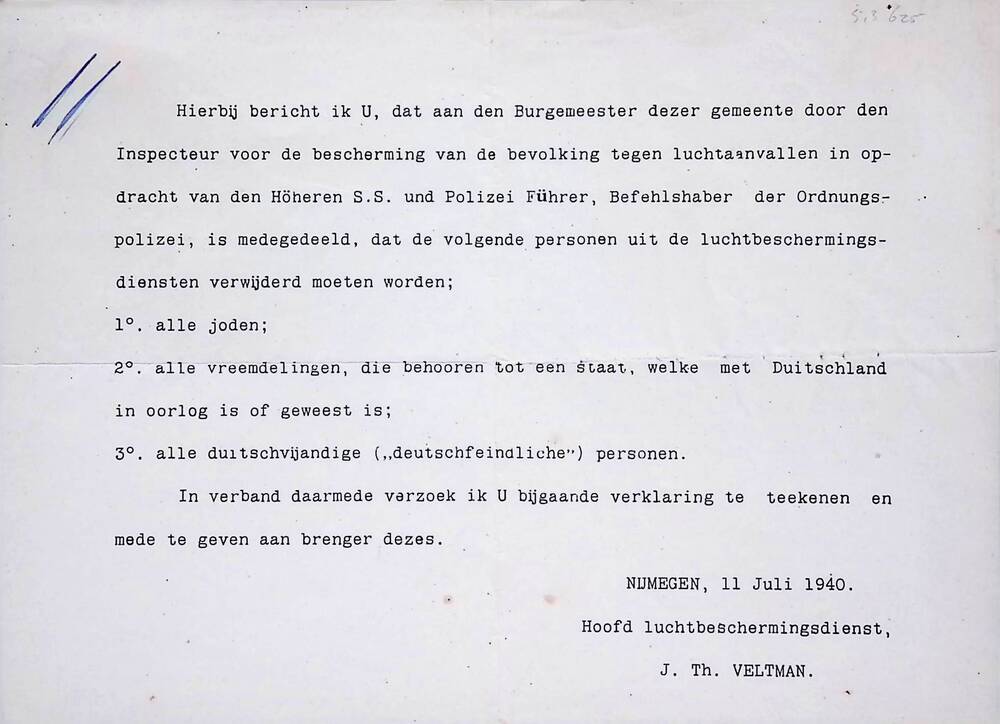 5,3 625
Hierbij bericht ik U, dat aan den Burgemeester dezer gemeente door den
Inspecteur voor de bescherming van de bevolking tegen luchtaanvallen in op-
dracht van den Höheren S.S. und Polizei Führer, Befehlshaber der Ordnungs-
polizei, is medegedeeld, dat de volgende personen uit de luchtbeschermings-
diensten verwijderd moeten worden;
1°. alle joden;
2°. alle vreemdelingen, die behooren tot een staat, welke met Duitschland
in oorlog is of geweest is;
3°. alle duitschvijandige („deutschfeindliche") personen.
In verband daarmede verzoek ik U bijgaande verklaring te teekenen en
mede te geven aan brenger dezes.
NIJMEGEN, 11 Juli 1940.
Hoofd luchtbeschermingsdienst,
J. Th. VELTMAN.